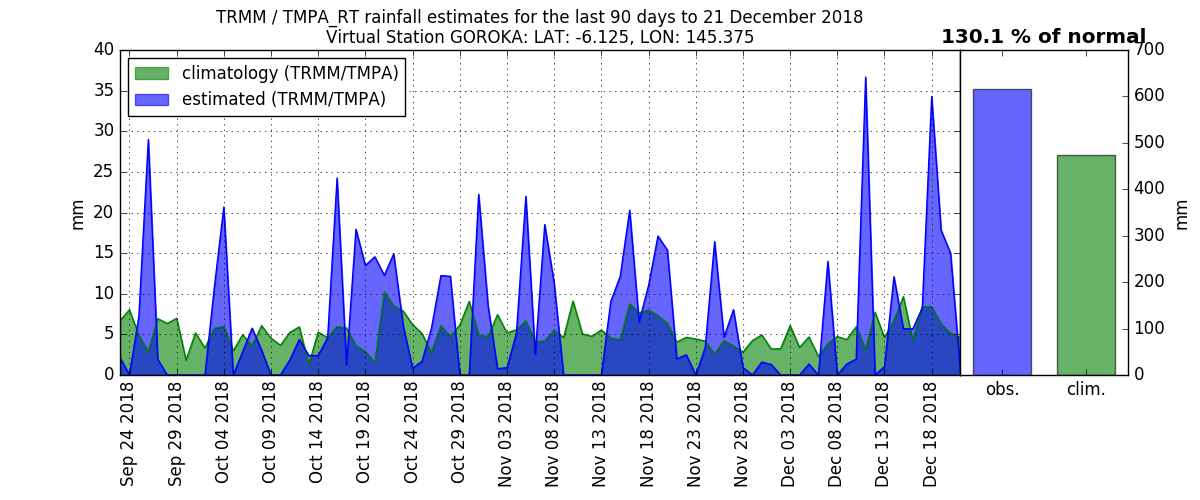 TRMM / TMPA_RT rainfall estimates for the last 90 days to 21 December 2018
Virtual Station GOROKA: LAT: -6.125, LON: 145.375
130.1 % of normal
climatology (TRMM/TMPA)
estimated (TRMM/TMPA)
40
35
30
25
20
15
10
5
0
mm
700
600
500
400
300
200
100
0
mm
obs.
clim.
Sep 24 2018
Sep 29 2018
Oct 04 2018
Oct 09 2018
Oct 14 2018
Oct 19 2018
Oct 24 2018
Oct 29 2018
Nov 03 2018
Nov 08 2018
Nov 13 2018
Nov 18 2018
Nov 23 2018
Nov 28 2018
Dec 03 2018
Dec 08 2018
Dec 13 2018
Dec 18 2018